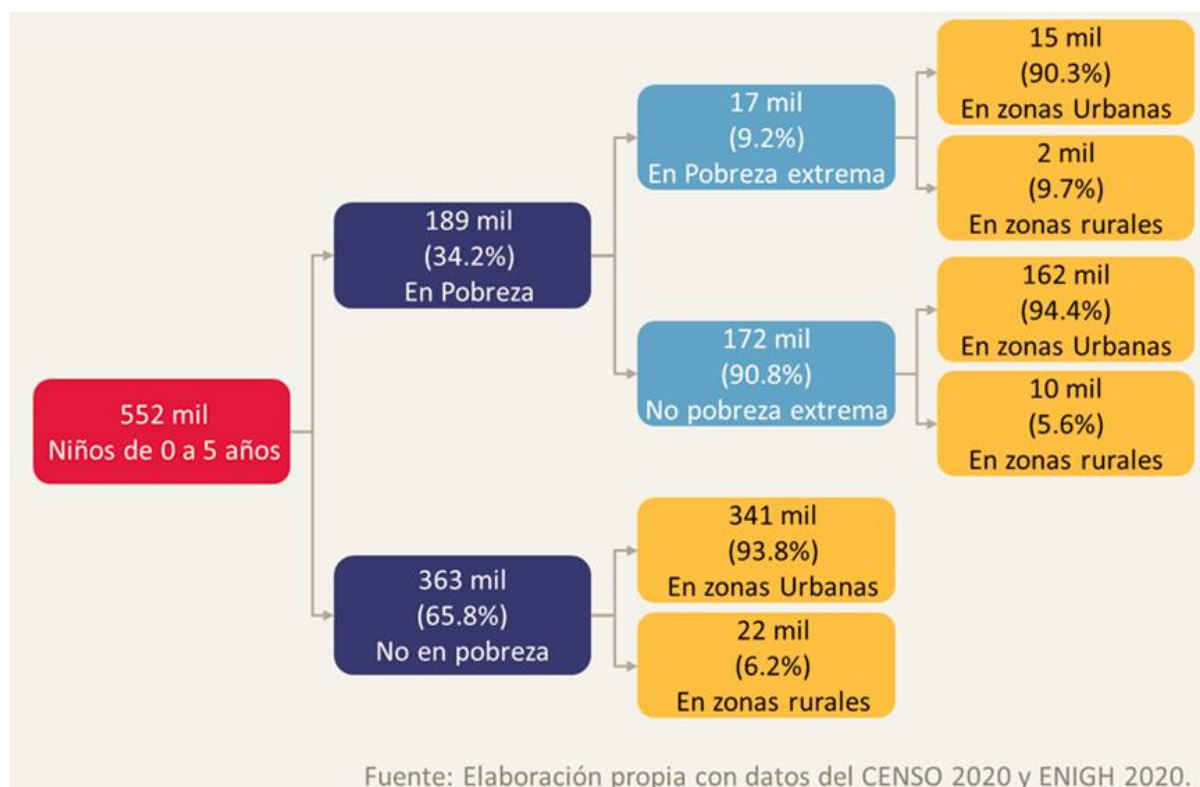 552 mil
Niños de 0 a 5 años
189 mil
(34.2%)
En Pobreza
363 mil
(65.8%)
No en pobreza
17 mil
(9.2%)
En Pobreza extrema
172 mil
(90.8%)
No pobreza extrema
15 mil
(90.3%)
En zonas Urbanas
2 mil
(9.7%)
En zonas rurales
162 mil
(94.4%)
En zonas Urbanas
10 mil
(5.6%)
En zonas rurales
341 mil
(93.8%)
En zonas Urbanas
22 mil
(6.2%)
En zonas rurales
Fuente: Elaboración propia con datos del CENSO 2020 y ENIGH 2020.